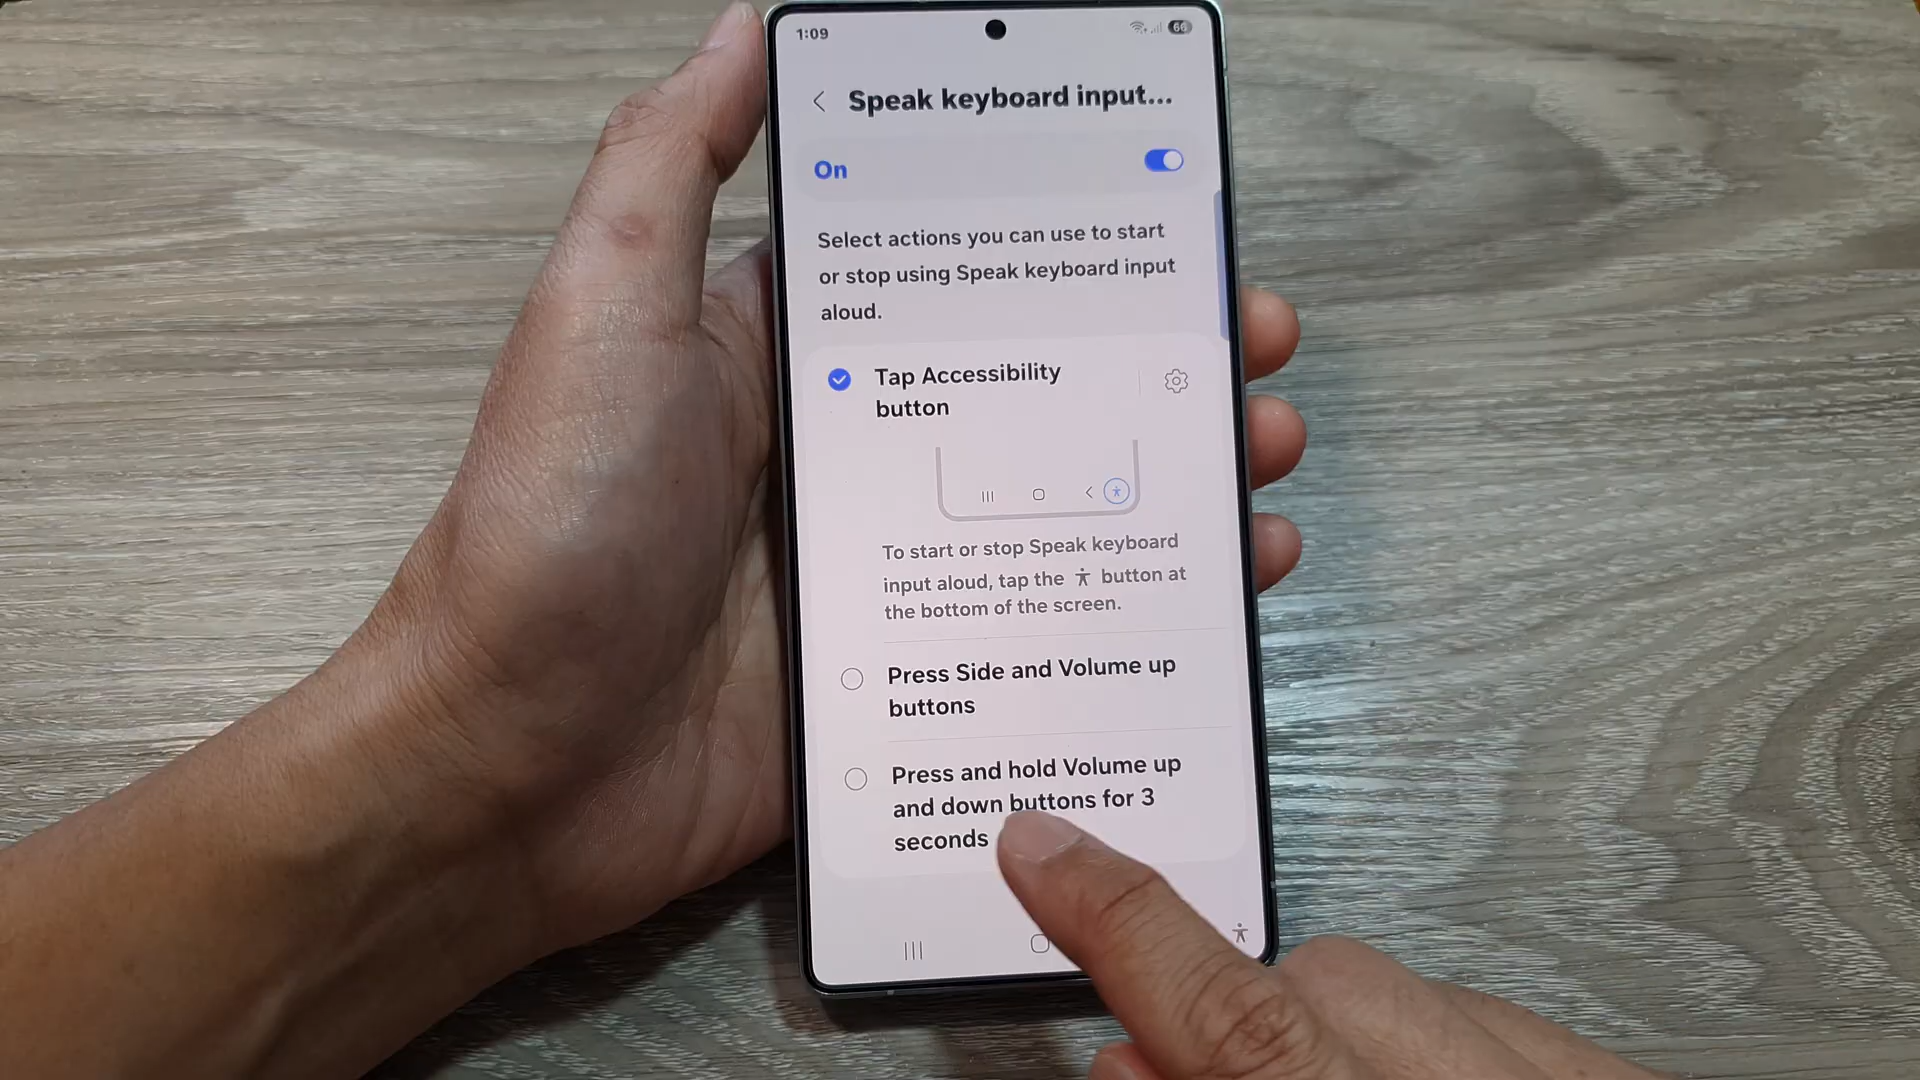 1:09
66
Speak keyboard input...
On
Select actions you can use to start
or stop using Speak keyboard input
aloud.
Tap Accessibility
button
To start or stop Speak keyboard
input aloud, tap the button at
the bottom of the screen.
Press Side and Volume up
buttons
Press and hold Volume up
and down buttons for 3
seconds